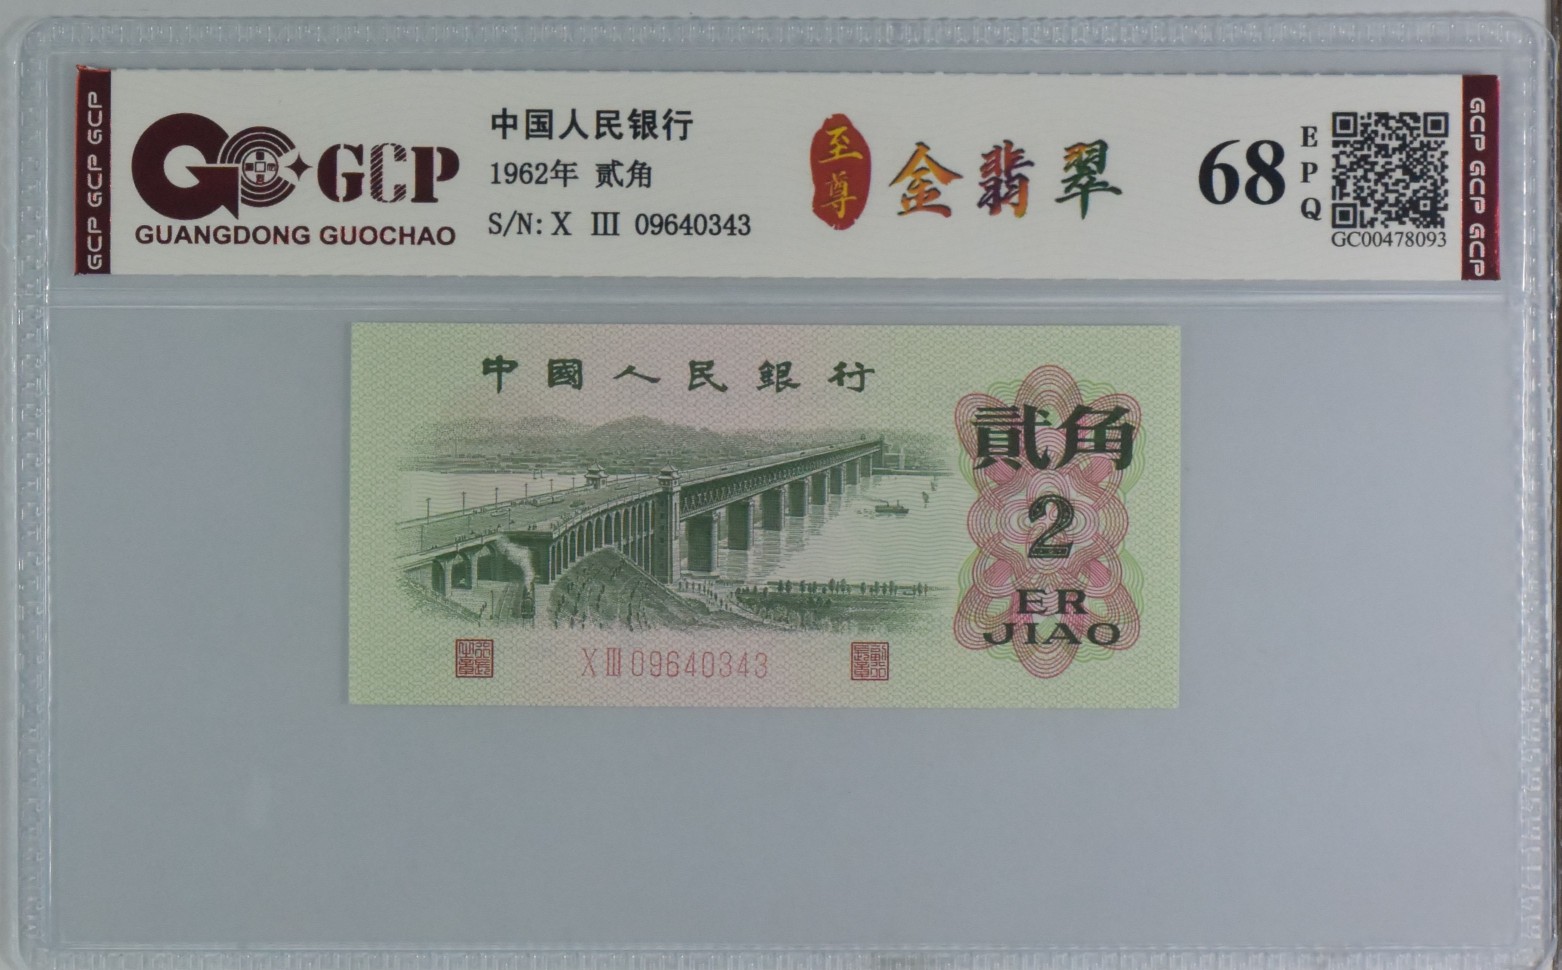 GCP GCP GCP
GCP
GUANGDONG GUOCHAO
中国人民银行
1962年 贰角
S/N: X III 09640343
至尊
金翡翠
68
EPQ
GC00478093
GCP GCP GCP
中國人民銀行
貳角
2
ER
JIAO
X III 09640343